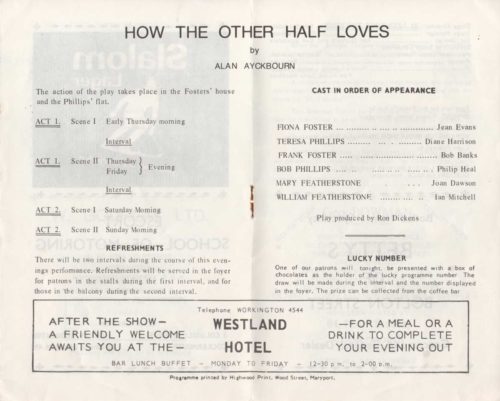 HOW THE OTHER HALF LOVES
by
ALAN AYCKBOURN
The action of the play takes place in the Fosters' house
and the Phillips' flat.
ACT 1. Scene I Early Thursday morning
Interval
ACT 1. Scene II Thursday } Evening
Friday
Interval
ACT 2. Scene I Saturday Morning
ACT 2. Scene II Sunday Morning
REFRESHMENTS
There will be two intervals during the course of this even-
ings performance. Refreshments will be served in the foyer
for patrons in the stalls during the first interval, and for
those in the balcony during the second interval.
CAST IN ORDER OF APPEARANCE
FIONA FOSTER ... Jean Evans
TERESA PHILLIPS ... Diane Harrison
FRANK FOSTER ... Bob Banks
BOB PHILLIPS ... Philip Heal
MARY FEATHERSTONE ... Joan Dawson
WILLIAM FEATHERSTONE ... Ian Mitchell
Play produced by Ron Dickens
LUCKY NUMBER
One of our patrons will tonight, be presented with a box of
chocolates as the holder of the lucky programme number The
draw will be made during the interval and the number displayed
in the foyer, The prize can be collected from the coffee bar
Telephone WORKINGTON 4544
AFTER THE SHOW—
A FRIENDLY WELCOME
AWAITS YOU AT THE—
WESTLAND
HOTEL
—FOR A MEAL OR A
DRINK TO COMPLETE
YOUR EVENING OUT
BAR LUNCH BUFFET – MONDAY TO FRIDAY – 12-30 p.m. to 2-00 p.m.
Programme printed by Highwood Print, Wood Street, Maryport.